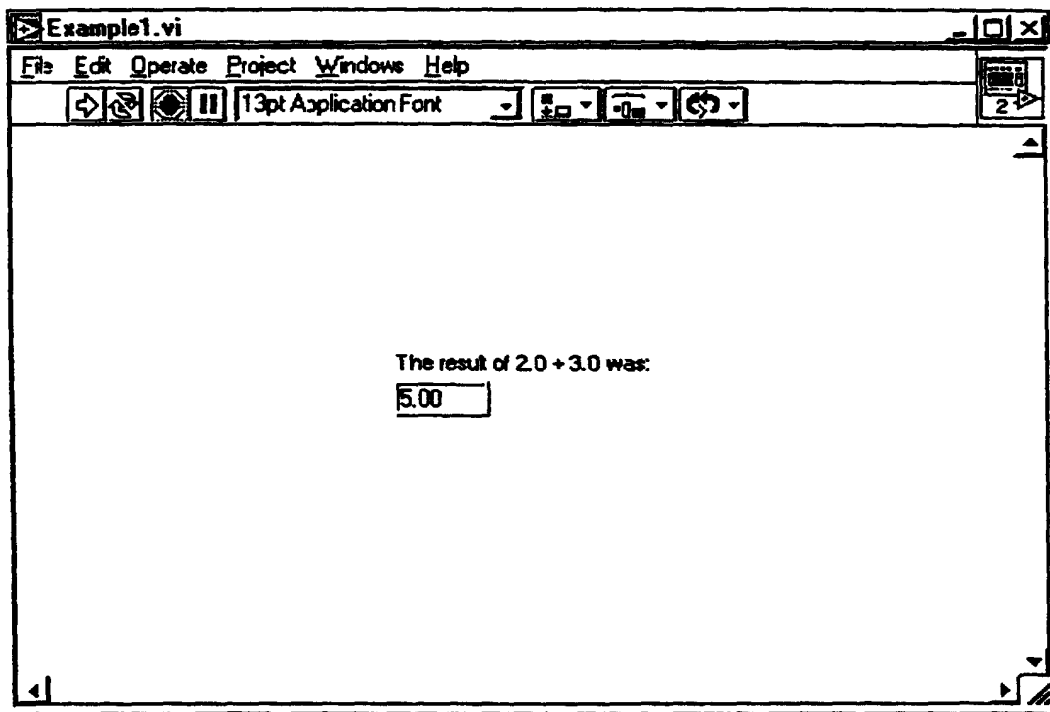 Example1.vi
File Edit Operate Project Windows Help
13pt Application Font
2
The result of 2.0 + 3.0 was:
5.00